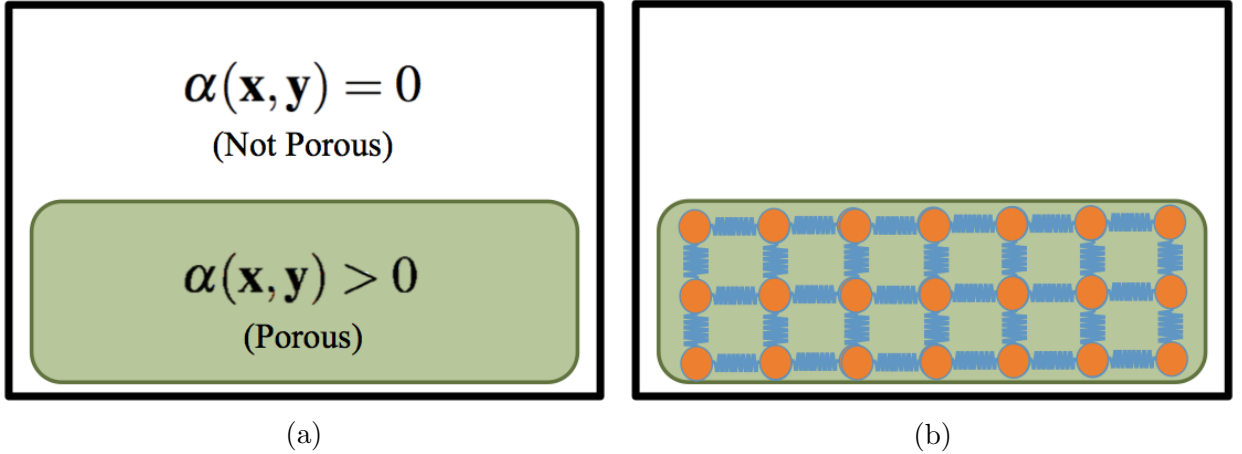 α(x, y) = 0
(Not Porous)
α(x, y) > 0
(Porous)
(a)
(b)